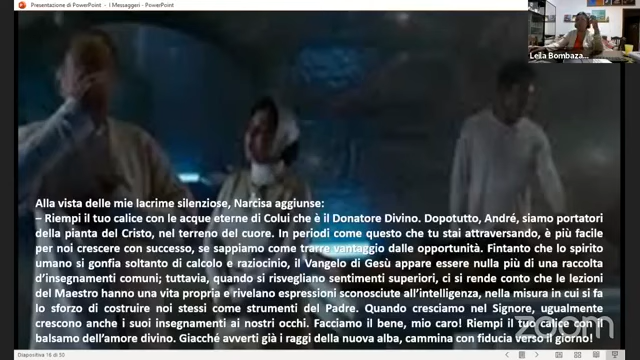 Presentazione di PowerPoint - I Messaggeri - PowerPoint
Leila Bombaza...
Alla vista delle mie lacrime silenziose, Narcisa aggiunse:
– Riempi il tuo calice con le acque eterne di Colui che è il Donatore Divino. Dopotutto, André, siamo portatori
della pianta del Cristo, nel terreno del cuore. In periodi come questo che tu stai attraversando, è più facile
per noi crescere con successo, se sappiamo come trarre vantaggio dalle opportunità. Fintanto che lo spirito
umano si gonfia soltanto di calcolo e raziocinio, il Vangelo di Gesù appare essere nulla più di una raccolta
d'insegnamenti comuni; tuttavia, quando si risvegliano sentimenti superiori, ci si rende conto che le lezioni
del Maestro hanno una vita propria e rivelano espressioni sconosciute all'intelligenza, nella misura in cui si fa
lo sforzo di costruire noi stessi come strumenti del Padre. Quando cresciamo nel Signore, ugualmente
crescono anche i suoi insegnamenti ai nostri occhi. Facciamo il bene, mio caro! Riempi il tuo calice con il
balsamo dell'amore divino. Giacché avverti già i raggi della nuova alba, cammina con fiducia verso il giorno!
zoom
Diapositiva 16 di 50